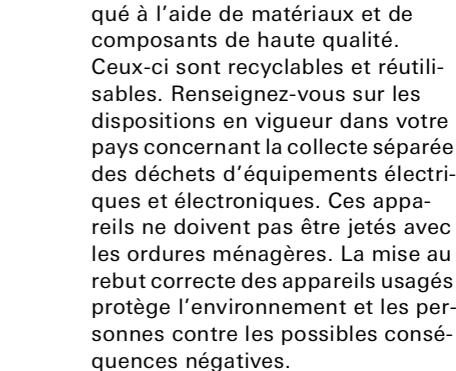 qué à l’aide de matériaux et de
composants de haute qualité.
Ceux-ci sont recyclables et réutili-
sables. Renseignez-vous sur les
dispositions en vigueur dans votre
pays concernant la collecte séparée
des déchets d’équipements électri-
ques et électroniques. Ces appa-
reils ne doivent pas être jetés avec
les ordures ménagères. La mise au
rebut correcte des appareils usagés
protège l’environnement et les per-
sonnes contre les possibles consé-
quences négatives.